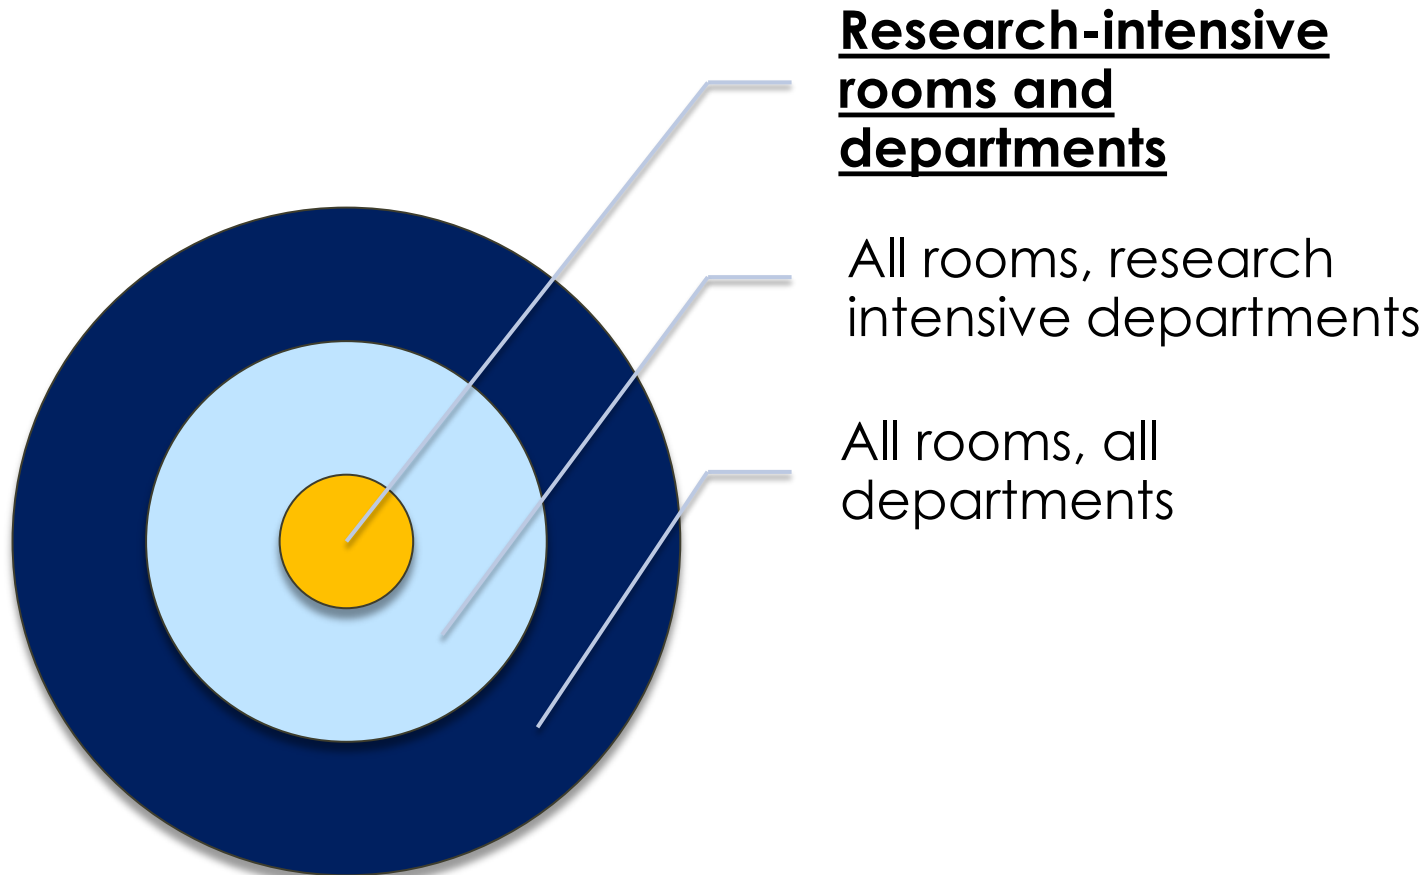 Research-intensive
rooms and
departments
All rooms, research
intensive departments
All rooms, all
departments